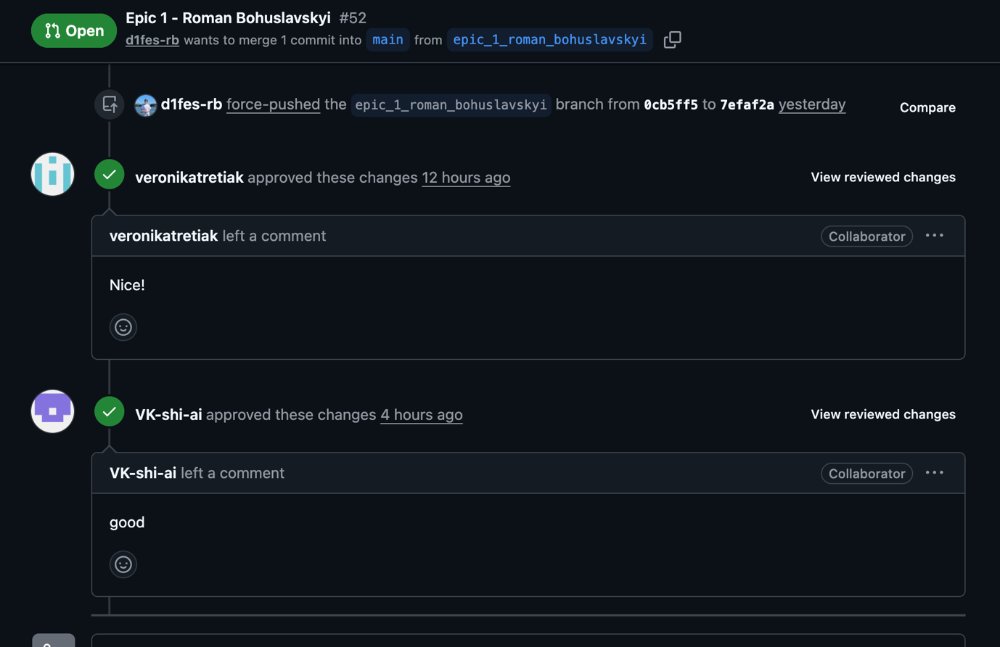 Open
Epic 1 - Roman Bohuslavskyi #52
d1fes-rb wants to merge 1 commit into main from epic_1_roman_bohuslavskyi
d1fes-rb force-pushed the epic_1_roman_bohuslavskyi branch from 0cb5ff5 to 7efaf2a yesterday
Compare
veronikatretiak approved these changes 12 hours ago
View reviewed changes
veronikatretiak left a comment
Collaborator
Nice!
VK-shi-ai approved these changes 4 hours ago
View reviewed changes
VK-shi-ai left a comment
Collaborator
good